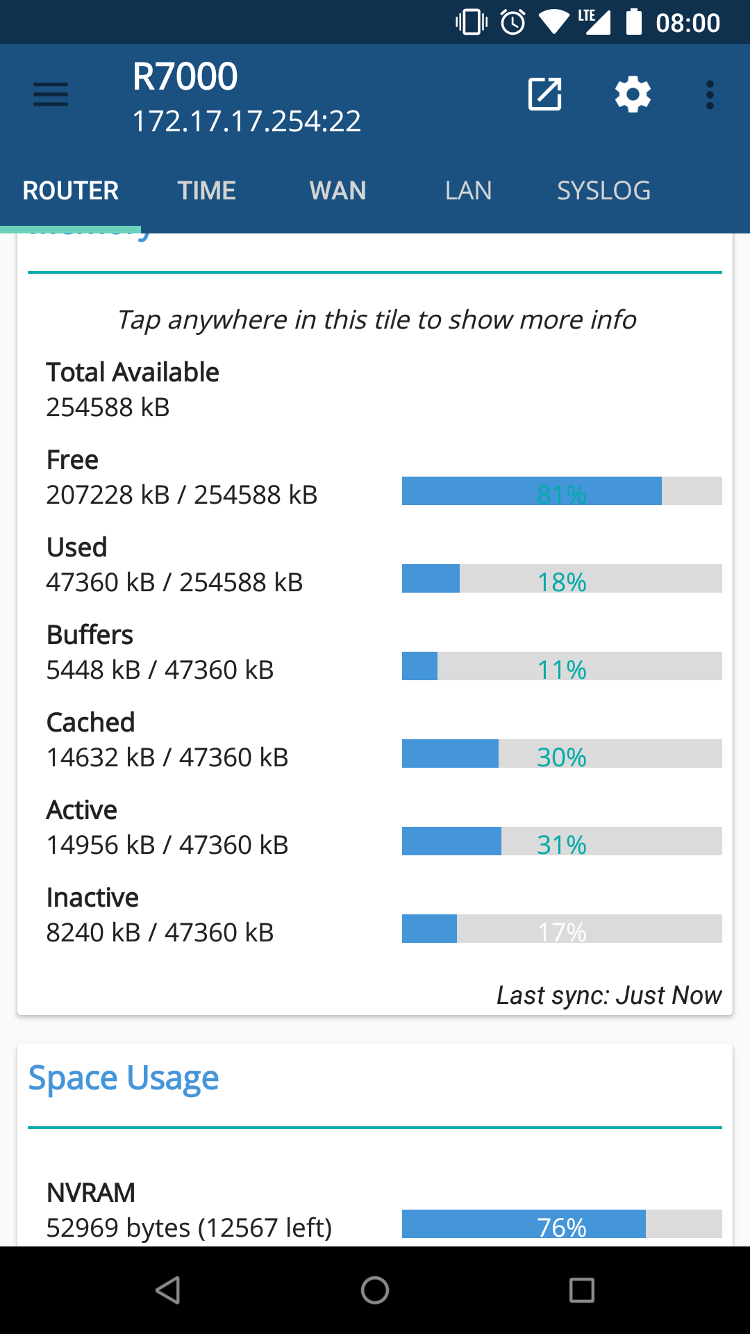 LTE 08:00
R7000
172.17.17.254:22
ROUTER TIME WAN LAN SYSLOG
Memory
Tap anywhere in this tile to show more info
Total Available
254588 kB
Free
207228 kB / 254588 kB 81%
Used
47360 kB / 254588 kB 18%
Buffers
5448 kB / 47360 kB 11%
Cached
14632 kB / 47360 kB 30%
Active
14956 kB / 47360 kB 31%
Inactive
8240 kB / 47360 kB 17%
Last sync: Just Now
Space Usage
NVRAM
52969 bytes (12567 left) 76%